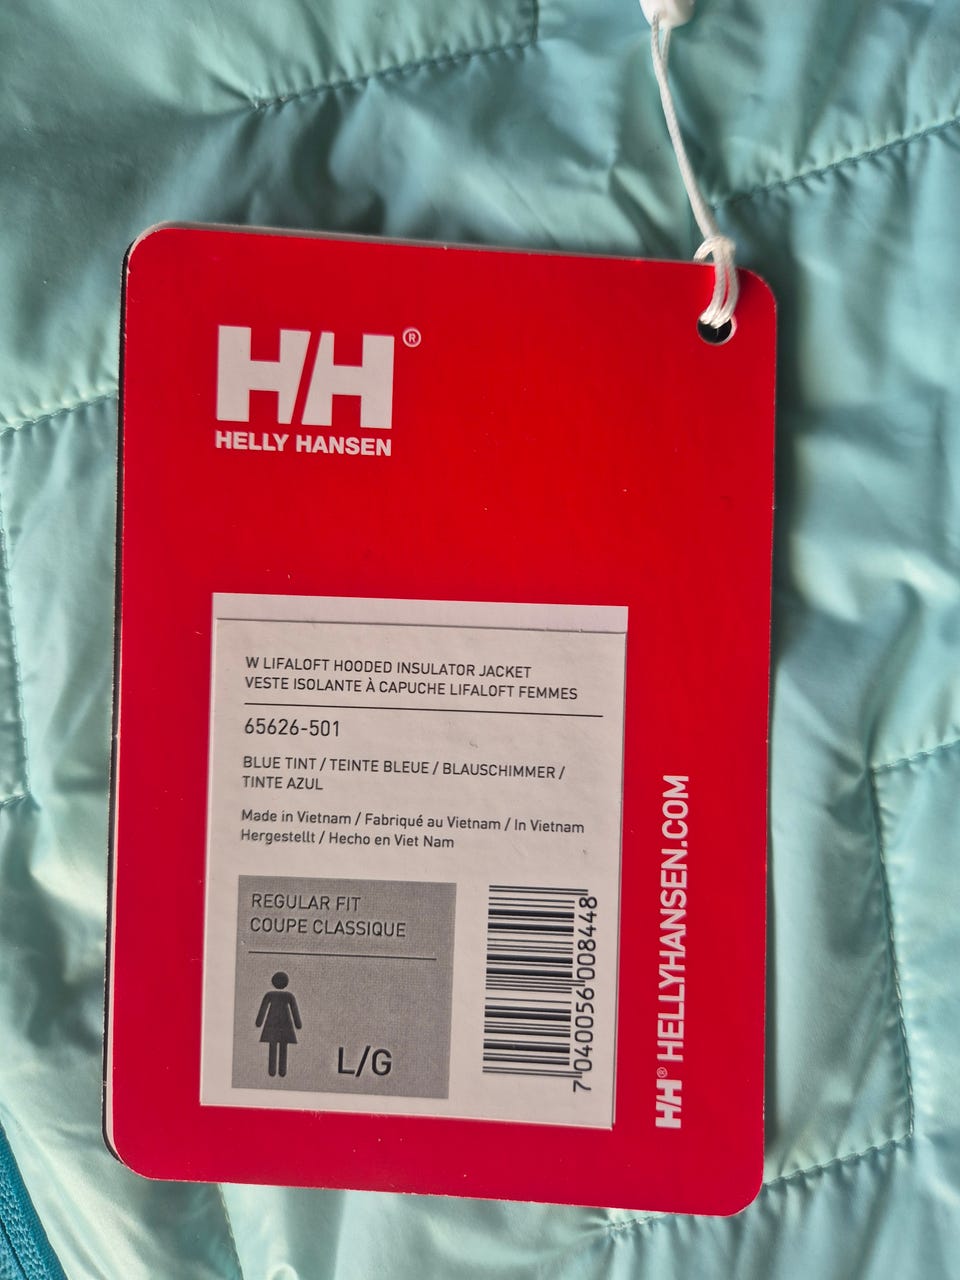 HH®
HELLY HANSEN
W LIFALOFT HOODED INSULATOR JACKET
VESTE ISOLANTE À CAPUCHE LIFALOFT FEMMES
65626-501
BLUE TINT / TEINTE BLEUE / BLAUSCHIMMER /
TINTE AZUL
Made in Vietnam / Fabriqué au Vietnam / In Vietnam
Hergestellt / Hecho en Viet Nam
REGULAR FIT
COUPE CLASSIQUE
L/G
7 040056 008448
HH® HELLYHANSEN.COM